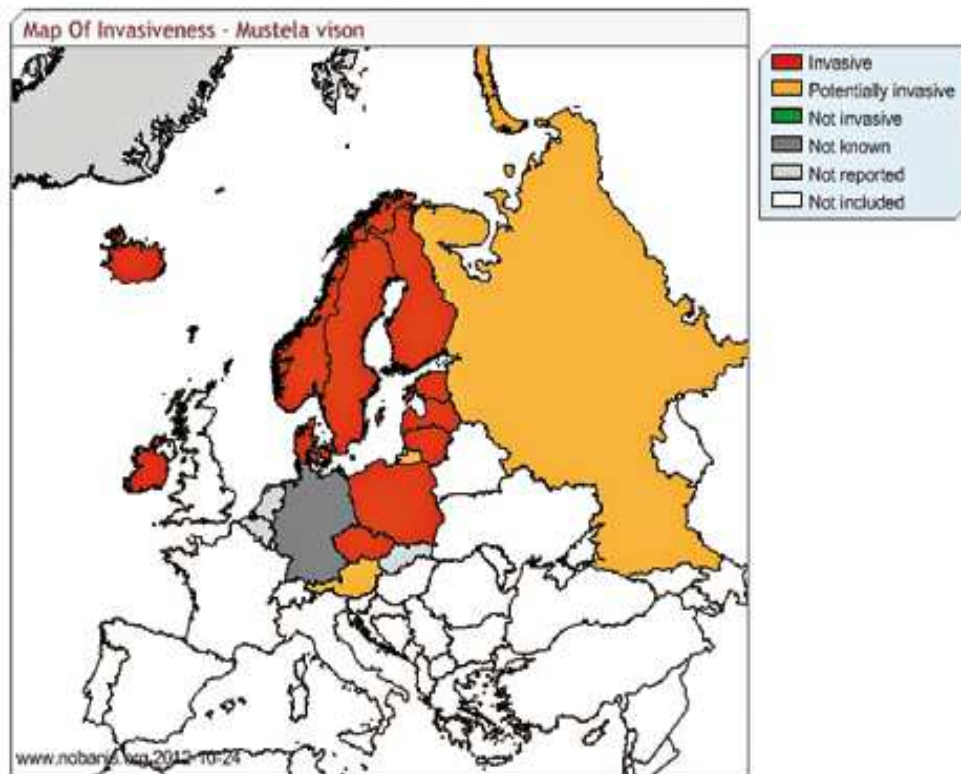 Map Of Invasiveness - Mustela vison
Invasive
Potentially invasive
Not invasive
Not known
Not reported
Not included
www.nobanis.org 2012-10-24